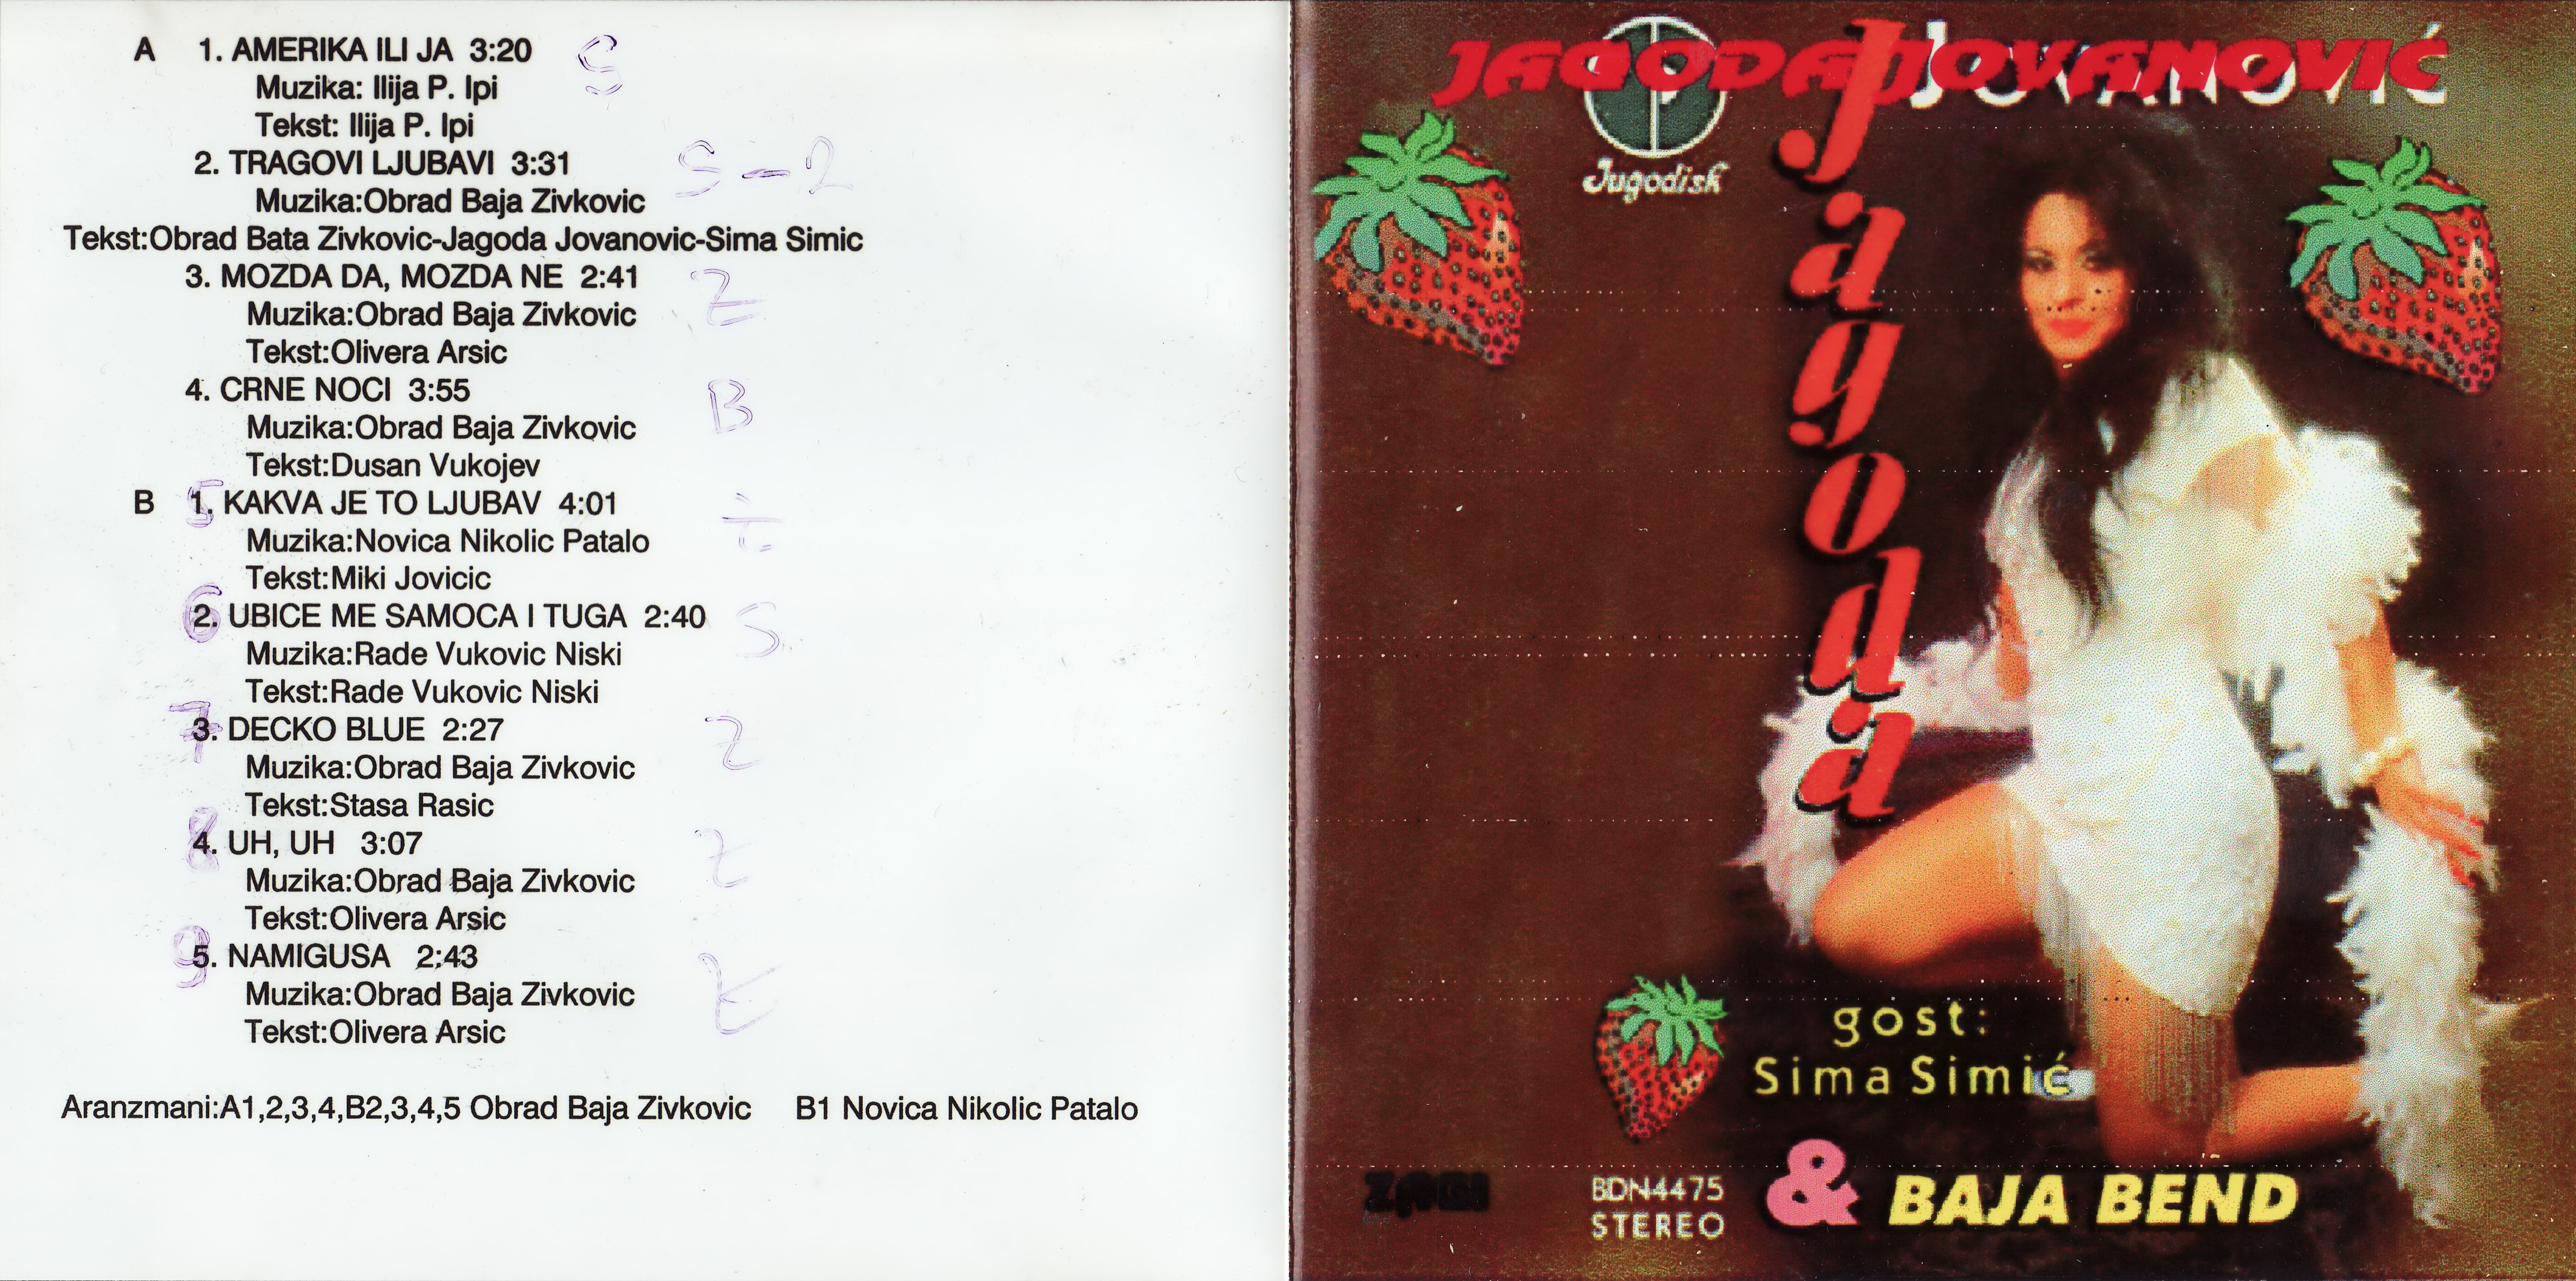 A 1. AMERIKA ILI JA 3:20 S
Muzika: Ilija P. Ipi
Tekst: Ilija P. Ipi
2. TRAGOVI LJUBAVI 3:31 S-2
Muzika:Obrad Baja Zivkovic
Tekst:Obrad Bata Zivkovic-Jagoda Jovanovic-Sima Simic
3. MOZDA DA, MOZDA NE 2:41 Z
Muzika:Obrad Baja Zivkovic
Tekst:Olivera Arsic
4. CRNE NOCI 3:55 B
Muzika:Obrad Baja Zivkovic
Tekst:Dusan Vukojev
B 5 1. KAKVA JE TO LJUBAV 4:01
Muzika:Novica Nikolic Patalo
Tekst:Miki Jovicic
6 2. UBICE ME SAMOCA I TUGA 2:40 S
Muzika:Rade Vukovic Niski
Tekst:Rade Vukovic Niski
7 3. DECKO BLUE 2:27 Z
Muzika:Obrad Baja Zivkovic
Tekst:Stasa Rasic
8 4. UH, UH 3:07 Z
Muzika:Obrad Baja Zivkovic
Tekst:Olivera Arsic
9 5. NAMIGUSA 2:43 Z
Muzika:Obrad Baja Zivkovic
Tekst:Olivera Arsic
Aranzmani:A1,2,3,4,B2,3,4,5 Obrad Baja Zivkovic B1 Novica Nikolic Patalo
JAGODA JOVANOVIĆ
JOVANOVIĆ
Jugodisk
Jagoda
gost:
Sima Simić
& BAJA BEND
BDN4475
STEREO